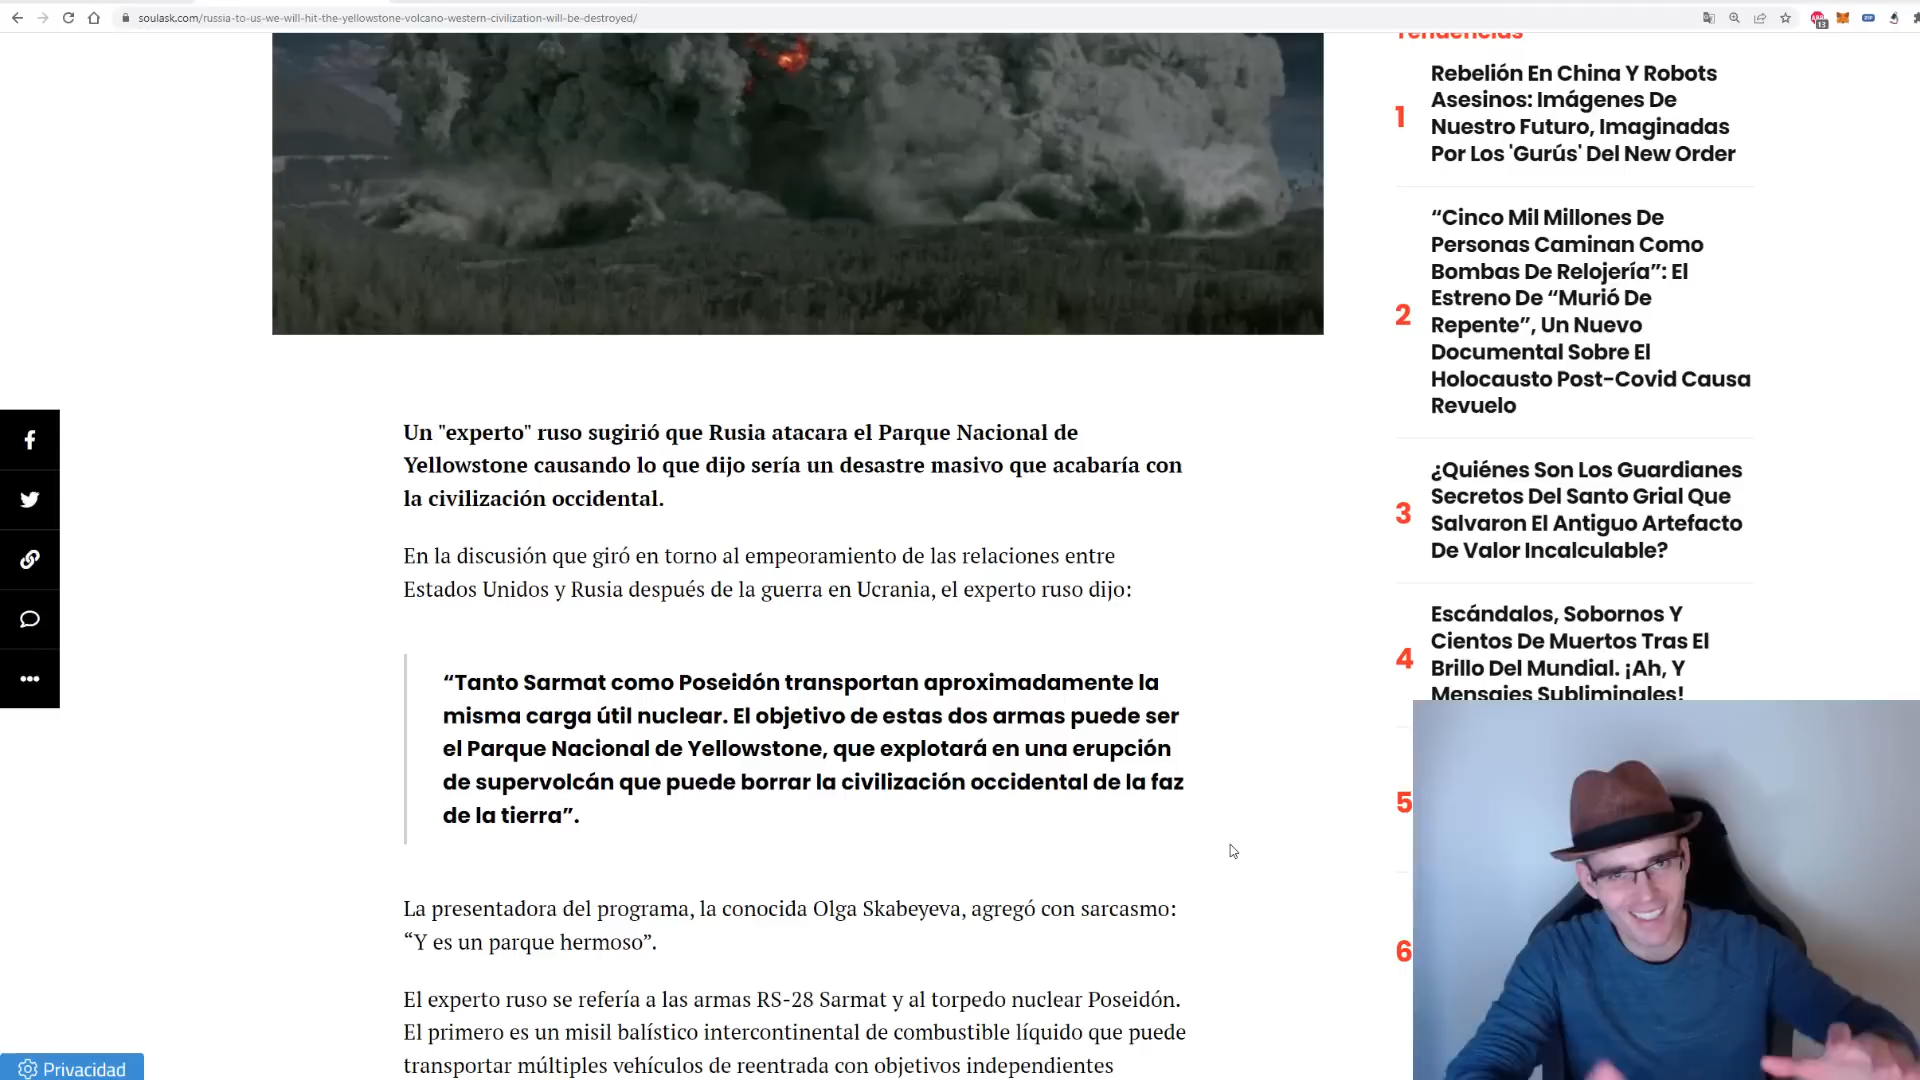 soulask.com/russia-to-us-we-will-hit-the-yellowstone-volcano-western-civilization-will-be-destroyed/
13
ZIP
Tendencias
1
Rebelión En China Y Robots
Asesinos: Imágenes De
Nuestro Futuro, Imaginadas
Por Los 'Gurús' Del New Order
2
“Cinco Mil Millones De
Personas Caminan Como
Bombas De Relojería”: El
Estreno De “Murió De
Repente”, Un Nuevo
Documental Sobre El
Holocausto Post-Covid Causa
Revuelo
3
¿Quiénes Son Los Guardianes
Secretos Del Santo Grial Que
Salvaron El Antiguo Artefacto
De Valor Incalculable?
4
Escándalos, Sobornos Y
Cientos De Muertos Tras El
Brillo Del Mundial. ¡Ah, Y
Mensajes Subliminales!
5
6
Un "experto" ruso sugirió que Rusia atacara el Parque Nacional de
Yellowstone causando lo que dijo sería un desastre masivo que acabaría con
la civilización occidental.
En la discusión que giró en torno al empeoramiento de las relaciones entre
Estados Unidos y Rusia después de la guerra en Ucrania, el experto ruso dijo:
“Tanto Sarmat como Poseidón transportan aproximadamente la
misma carga útil nuclear. El objetivo de estas dos armas puede ser
el Parque Nacional de Yellowstone, que explotará en una erupción
de supervolcán que puede borrar la civilización occidental de la faz
de la tierra”.
La presentadora del programa, la conocida Olga Skabeyeva, agregó con sarcasmo:
“Y es un parque hermoso”.
El experto ruso se refería a las armas RS-28 Sarmat y al torpedo nuclear Poseidón.
El primero es un misil balístico intercontinental de combustible líquido que puede
transportar múltiples vehículos de reentrada con objetivos independientes
Privacidad